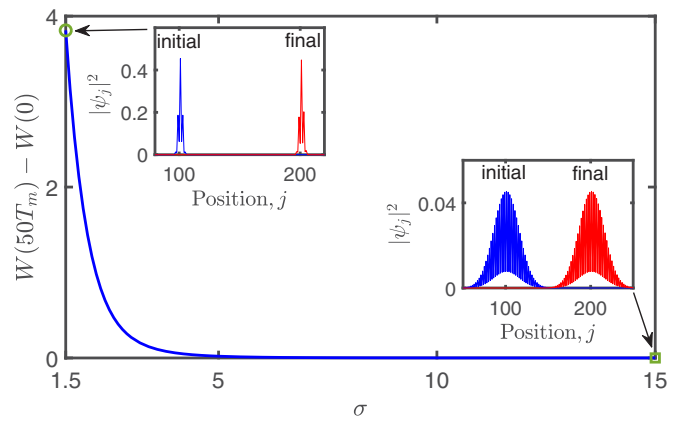 4
2
0
W(50T_m) − W(0)
1.5
5
10
15
σ
initial
final
0.4
0.2
0
|ψ_j|^2
100
200
Position, j
initial
final
0.04
0
|ψ_j|^2
100
200
Position, j